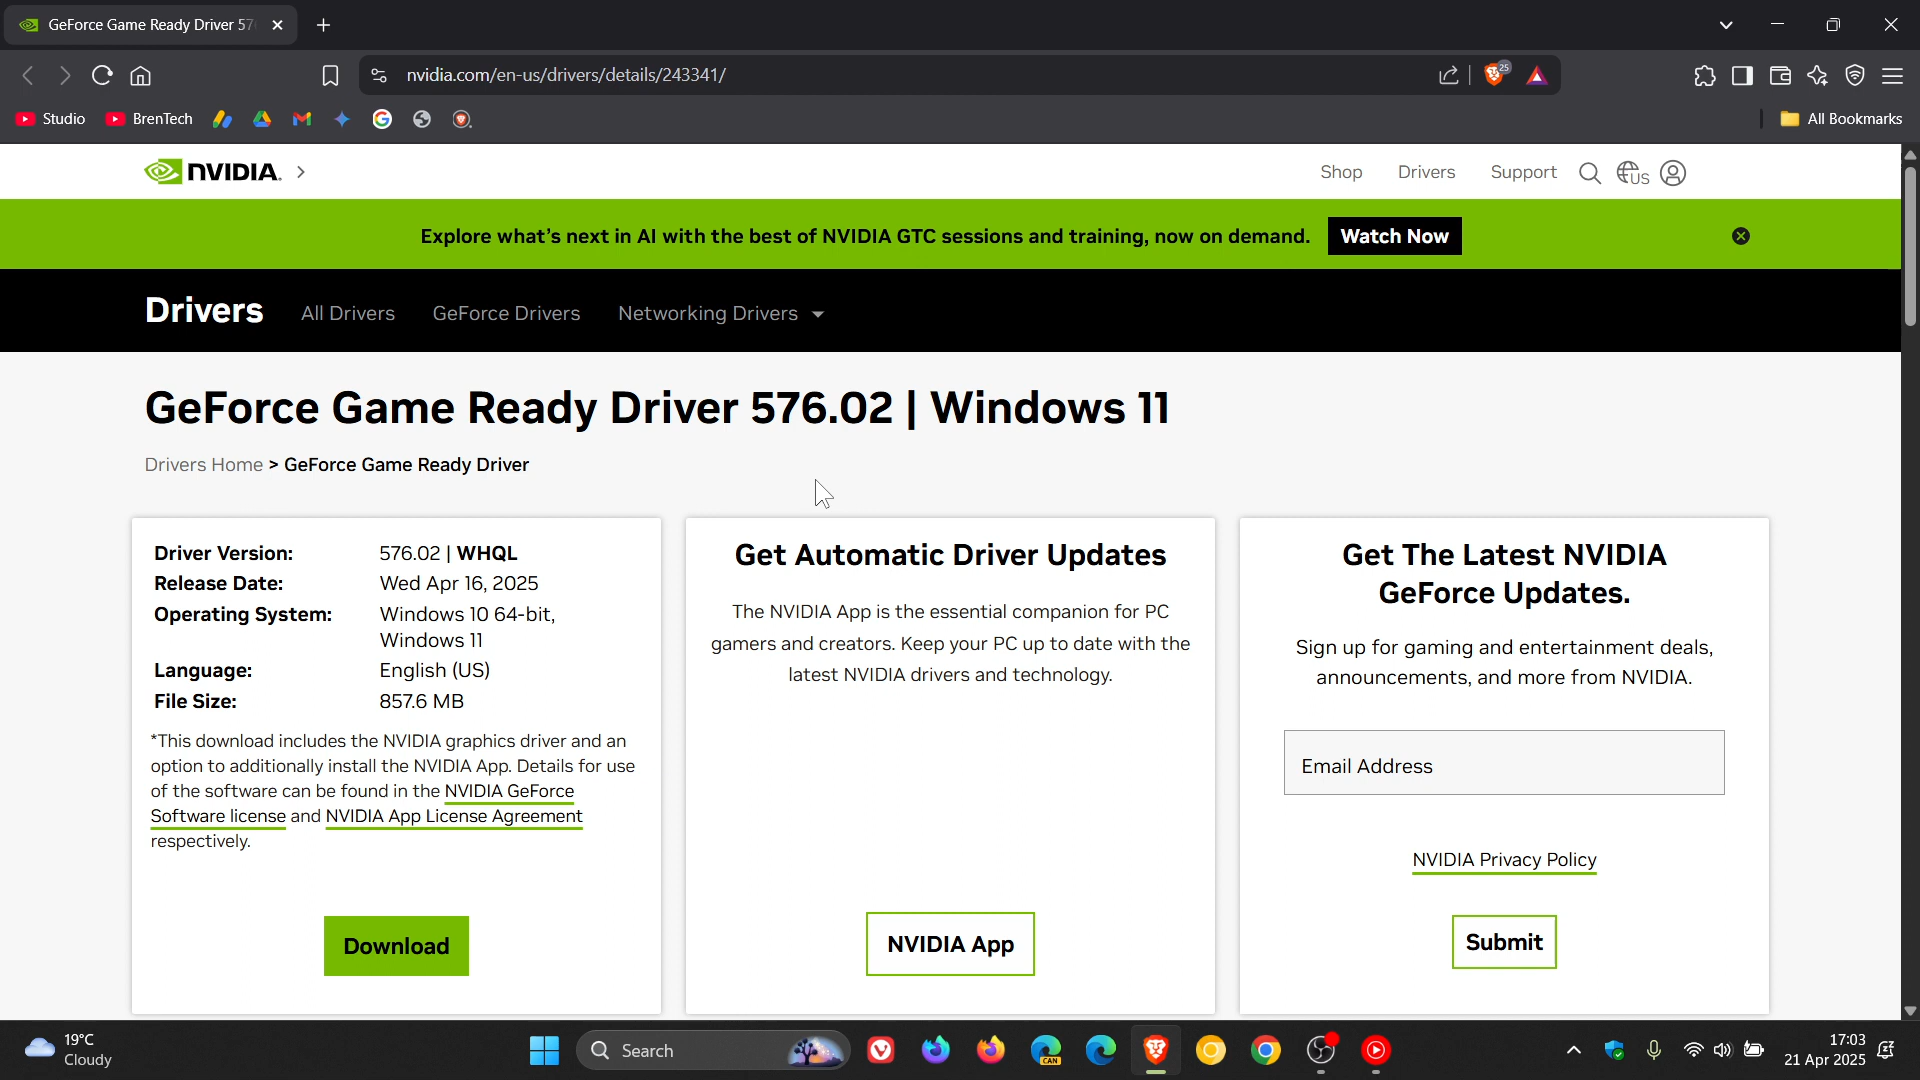 GeForce Game Ready Driver 57
nvidia.com/en-us/drivers/details/243341/
25
Studio
BrenTech
All Bookmarks
NVIDIA.
Shop
Drivers
Support
US
Explore what's next in AI with the best of NVIDIA GTC sessions and training, now on demand.
Watch Now
Drivers
All Drivers
GeForce Drivers
Networking Drivers
GeForce Game Ready Driver 576.02 | Windows 11
Drivers Home > GeForce Game Ready Driver
Driver Version: 576.02 | WHQL
Release Date: Wed Apr 16, 2025
Operating System: Windows 10 64-bit,
Windows 11
Language: English (US)
File Size: 857.6 MB
*This download includes the NVIDIA graphics driver and an
option to additionally install the NVIDIA App. Details for use
of the software can be found in the NVIDIA GeForce
Software license and NVIDIA App License Agreement
respectively.
Download
Get Automatic Driver Updates
The NVIDIA App is the essential companion for PC
gamers and creators. Keep your PC up to date with the
latest NVIDIA drivers and technology.
NVIDIA App
Get The Latest NVIDIA
GeForce Updates.
Sign up for gaming and entertainment deals,
announcements, and more from NVIDIA.
Email Address
NVIDIA Privacy Policy
Submit
19°C
Cloudy
Search
CAN
17:03
21 Apr 2025